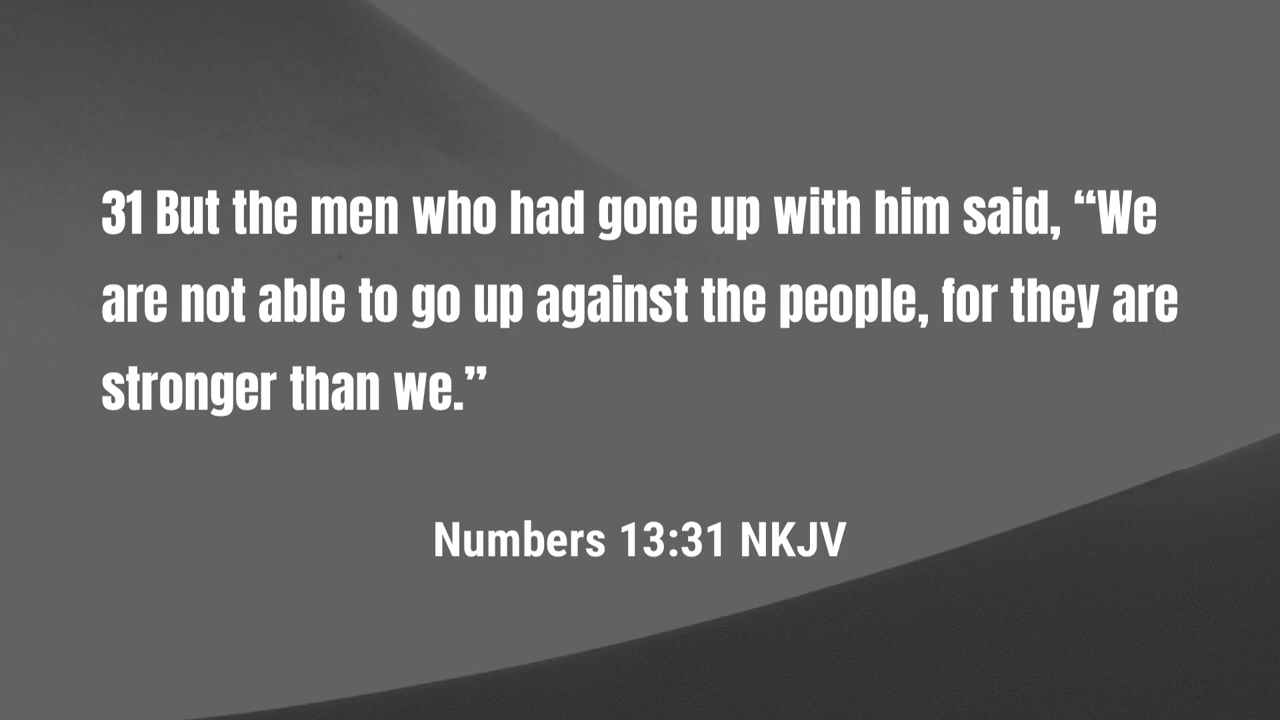 31 But the men who had gone up with him said, “We
are not able to go up against the people, for they are
stronger than we.”
Numbers 13:31 NKJV